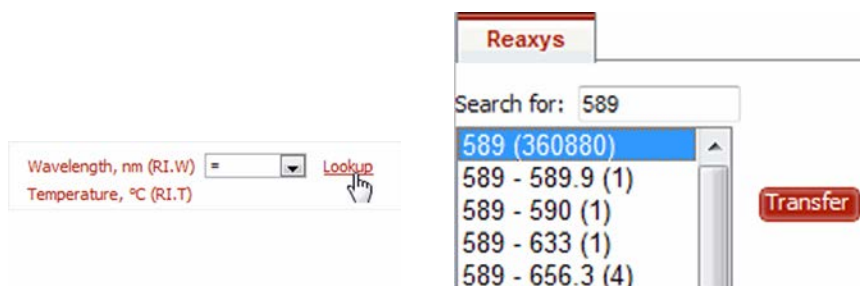 Wavelength, nm (RI.W) = Lookup
Temperature, ºC (RI.T)
Reaxys
Search for: 589
589 (360880)
589 - 589.9 (1)
589 - 590 (1)
589 - 633 (1)
589 - 656.3 (4)
Transfer